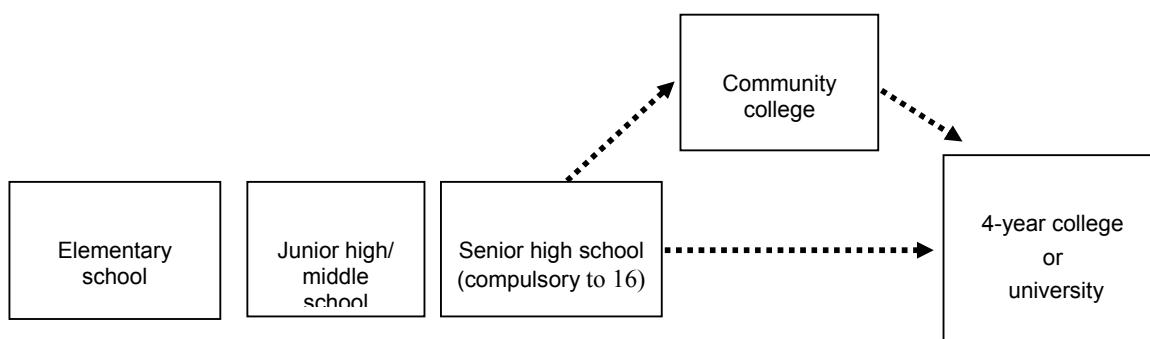 Community
college
Elementary
school
Junior high/
middle
school
Senior high school
(compulsory to 16)
4-year college
or
university